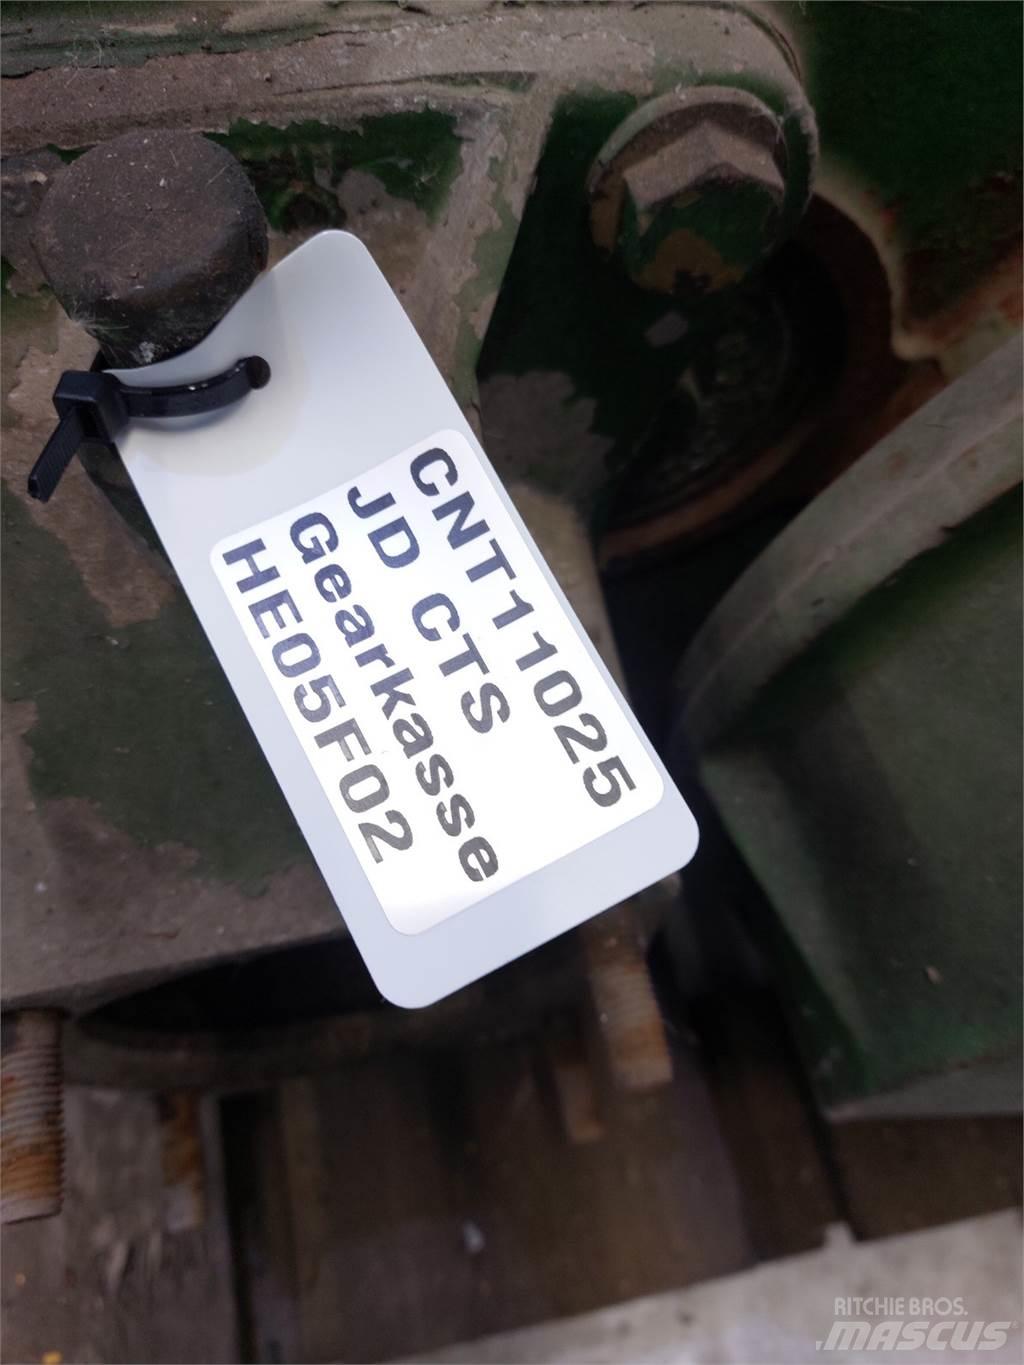 CNT11025
JD CTS
Gearkasse
HE05F02
RITCHIE BROS.
MASCUS